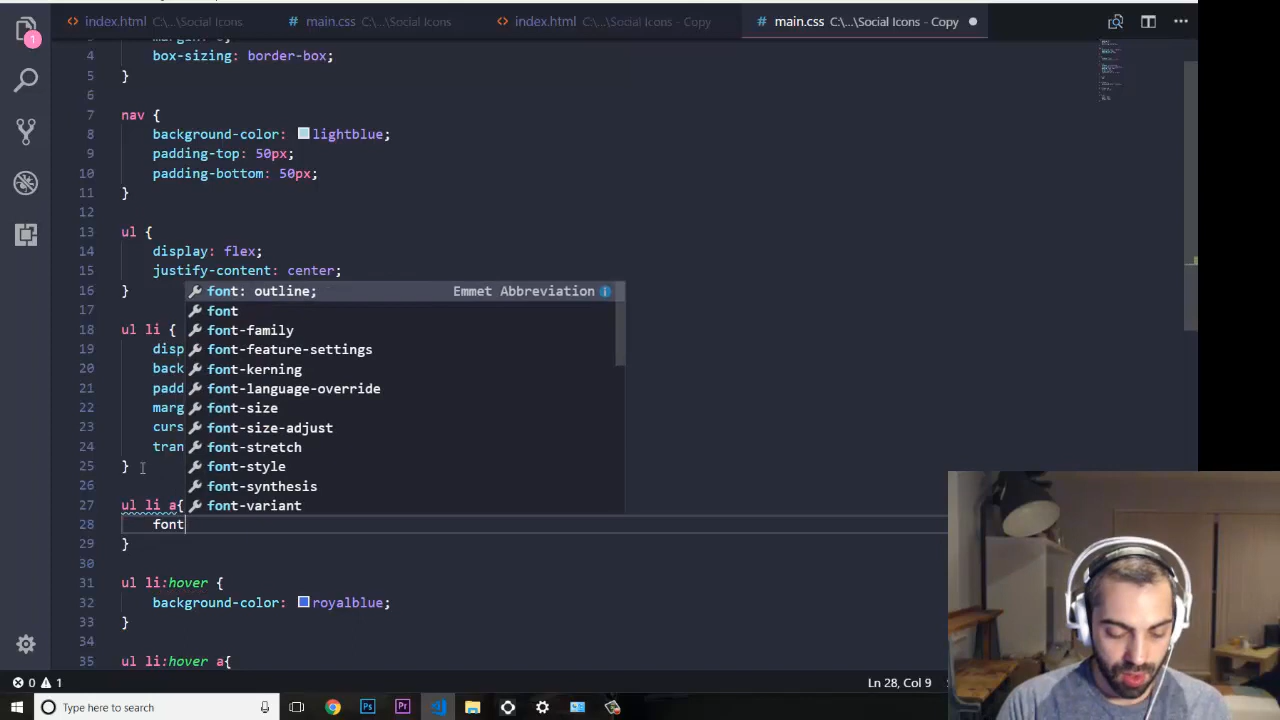 index.html C:\...\Social Icons
main.css C:\...\Social Icons
index.html C:\...\Social Icons - Copy
main.css C:\...\Social Icons - Copy
1
4 box-sizing: border-box;
5 }
6
7 nav {
8 background-color: lightblue;
9 padding-top: 50px;
10 padding-bottom: 50px;
11 }
12
13 ul {
14 display: flex;
15 justify-content: center;
16 }
font: outline; Emmet Abbreviation
17 font
18 ul li {
font-family
19 disp
font-feature-settings
20 back
font-kerning
21 padd
font-language-override
22 marg
font-size
23 curs
font-size-adjust
24 tran
font-stretch
25 }
font-style
26 font-synthesis
27 ul li a{
font-variant
28 font
29 }
30
31 ul li:hover {
32 background-color: royalblue;
33 }
34
35 ul li:hover a{
0 1
Ln 28, Col 9
Type here to search
Ps
Pr